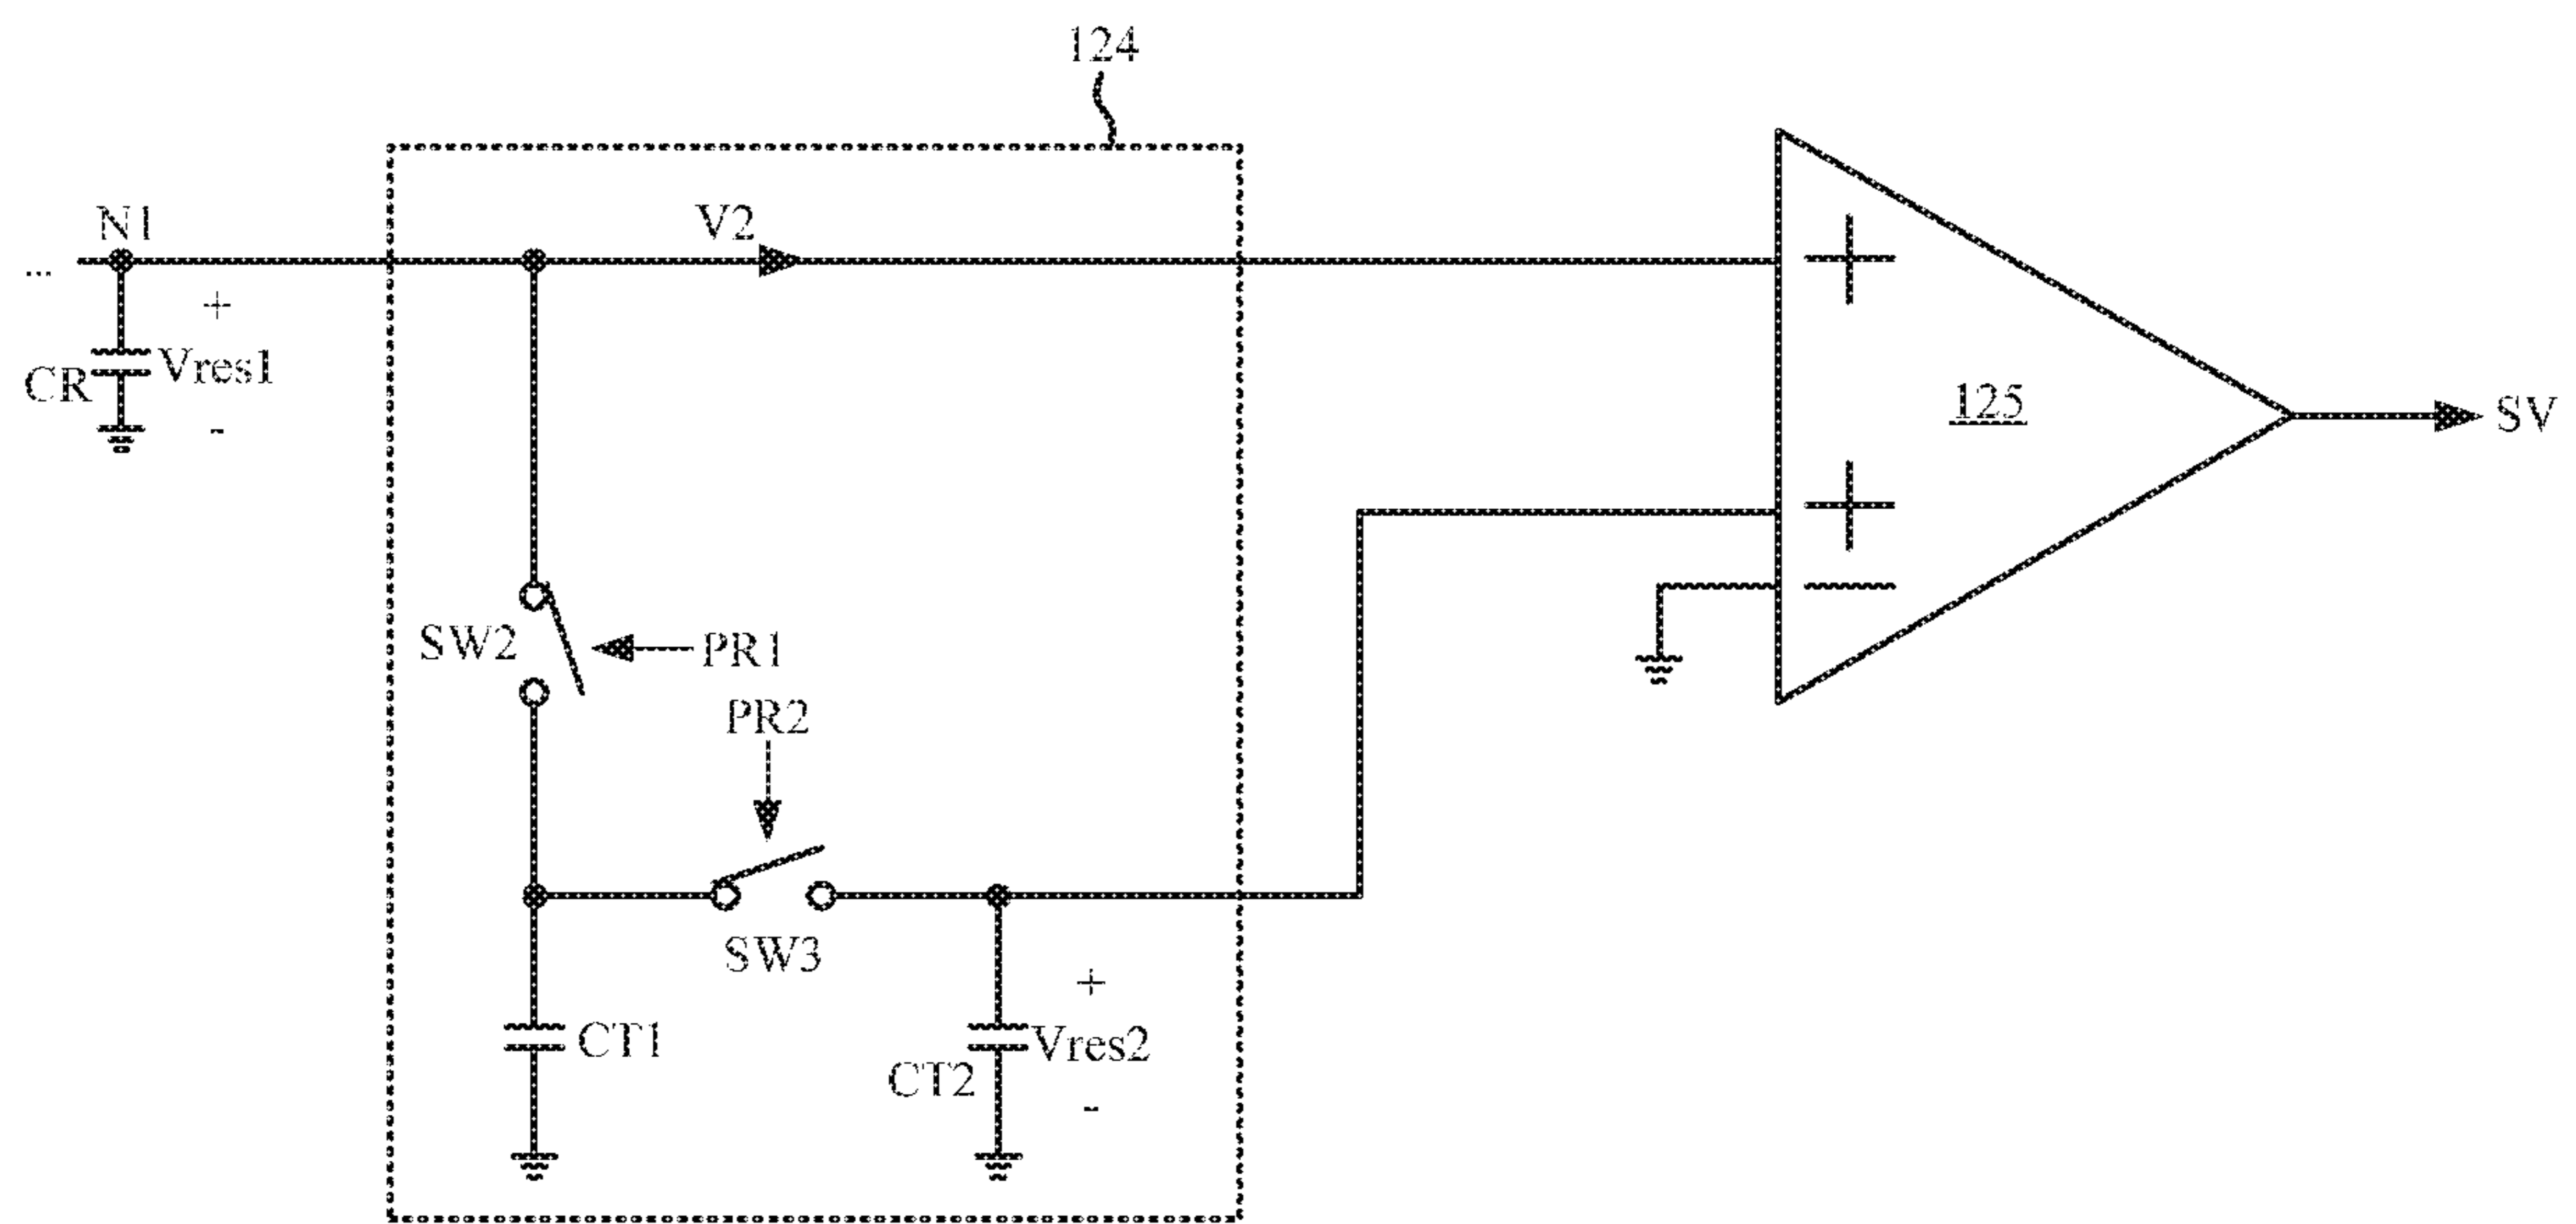 124
N1
V2
...
+
CR
Vres1
-
+
125
SV
+
SW2
PR1
PR2
SW3
+
CT1
Vres2
CT2
-